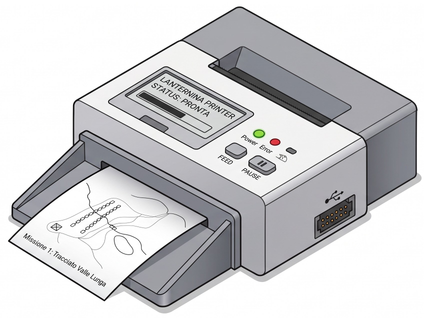 LANTERNINA PRINTER
STATUS: PRONTA
Power Error
FEED
PAUSE
Missione 1: Tracciato Valle Lunga